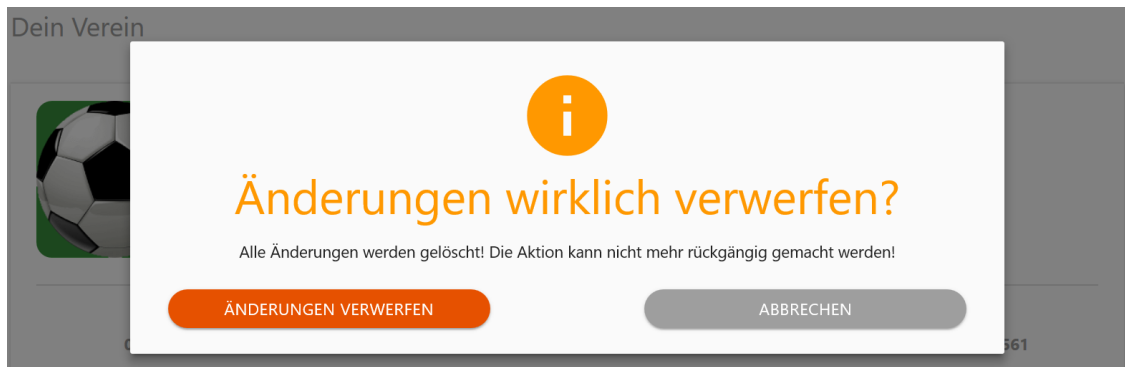 Dein Verein
Änderungen wirklich verwerfen?
Alle Änderungen werden gelöscht! Die Aktion kann nicht mehr rückgängig gemacht werden!
ÄNDERUNGEN VERWERFEN
ABBRECHEN